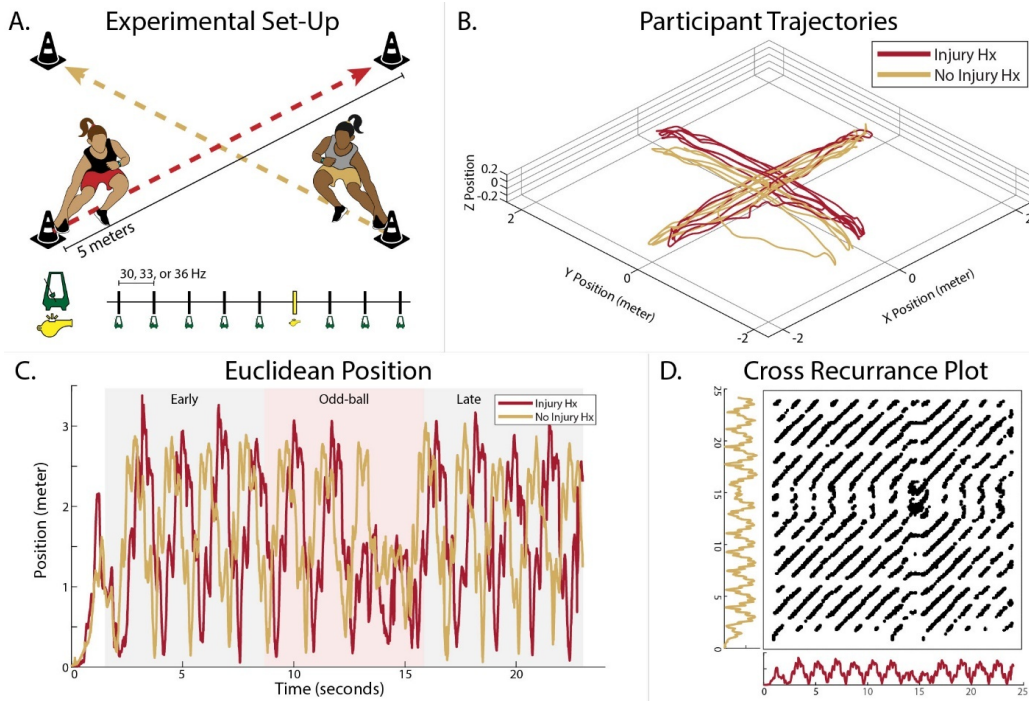 A.
Experimental Set-Up
5 meters
30, 33, or 36 Hz
B.
Participant Trajectories
Injury Hx
No Injury Hx
Z Position
0.2
0
-0.2
2
0
-2
Y Position (meter)
2
0
-2
X Position (meter)
C.
Euclidean Position
Early
Odd-ball
Late
Injury Hx
No Injury Hx
Position (meter)
3
2
1
0
0
5
10
15
20
Time (seconds)
D.
Cross Recurrance Plot
25
20
15
10
5
0
0
5
10
15
20
25